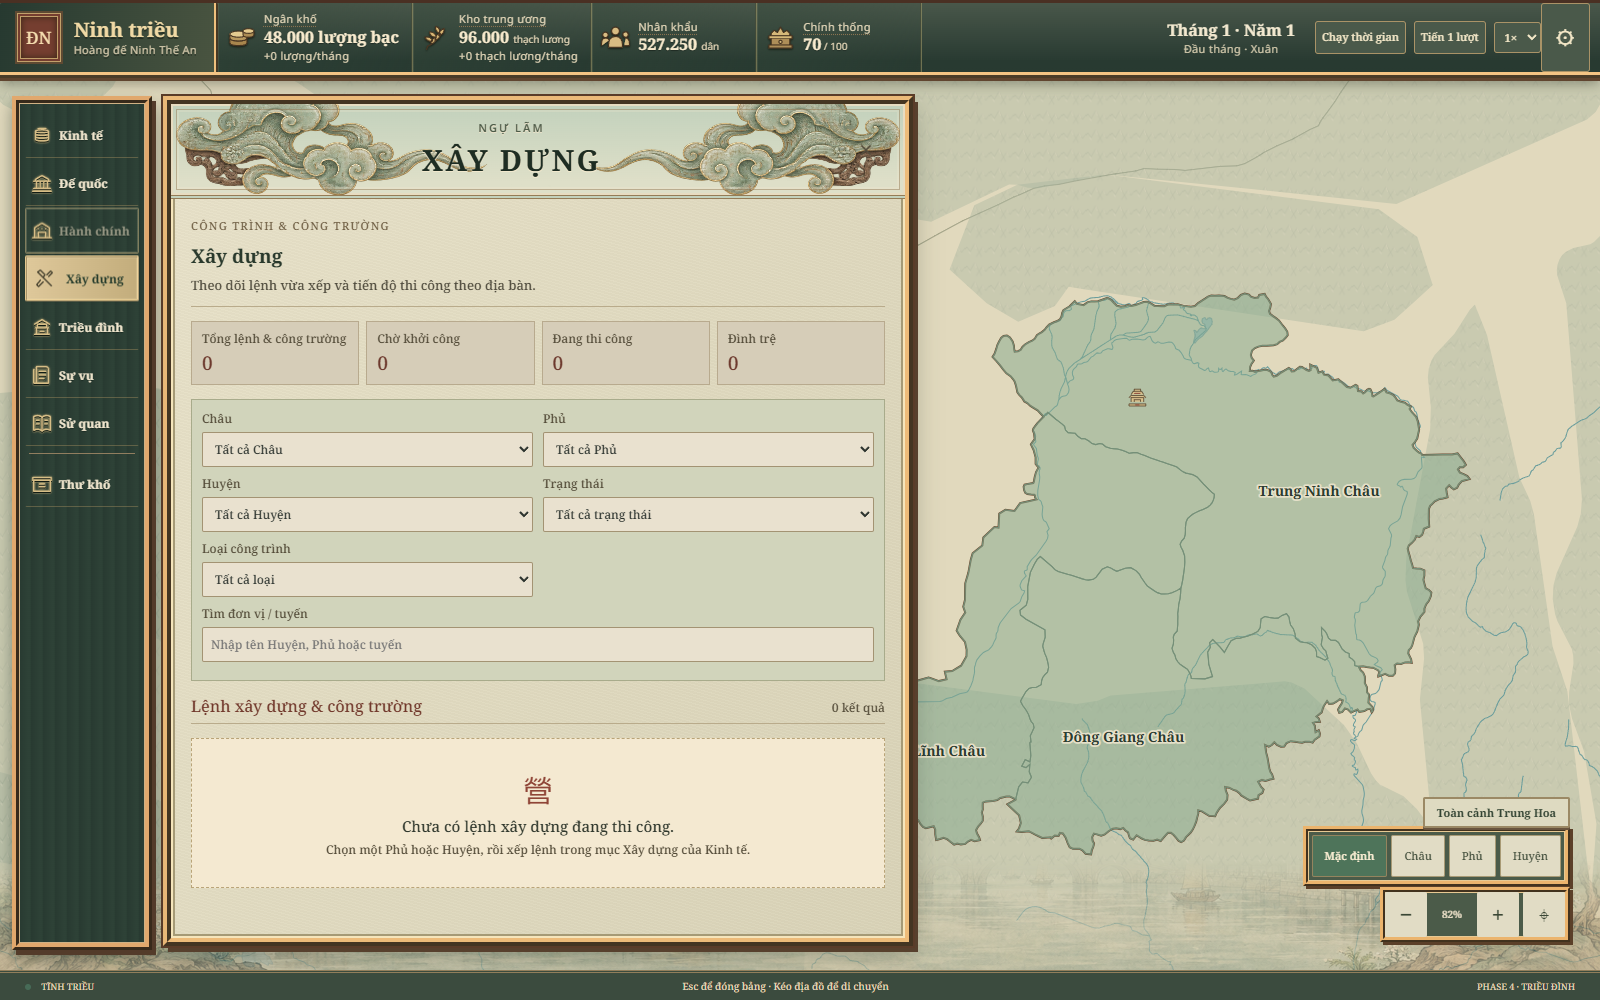 ĐN
Ninh triều
Hoàng đế Ninh Thế An
Ngân khố
48.000 lượng bạc
+0 lượng/tháng
Kho trung ương
96.000 thạch lương
+0 thạch lương/tháng
Nhân khẩu
527.250 dân
Chính thống
70 / 100
Tháng 1 · Năm 1
Đầu tháng · Xuân
Chạy thời gian
Tiến 1 lượt
1×
Kinh tế
Đế quốc
Hành chính
Xây dựng
Triều đình
Sự vụ
Sử quan
Thư khố
NGỰ LÃM
XÂY DỰNG
CÔNG TRÌNH & CÔNG TRƯỜNG
Xây dựng
Theo dõi lệnh vừa xếp và tiến độ thi công theo địa bàn.
Tổng lệnh & công trường
0
Chờ khởi công
0
Đang thi công
0
Đình trệ
0
Châu
Phủ
Tất cả Châu
Tất cả Phủ
Huyện
Trạng thái
Tất cả Huyện
Tất cả trạng thái
Loại công trình
Tất cả loại
Tìm đơn vị / tuyến
Nhập tên Huyện, Phủ hoặc tuyến
Lệnh xây dựng & công trường
0 kết quả
營
Chưa có lệnh xây dựng đang thi công.
Chọn một Phủ hoặc Huyện, rồi xếp lệnh trong mục Xây dựng của Kinh tế.
Trung Ninh Châu
Đông Giang Châu
Lĩnh Châu
Toàn cảnh Trung Hoa
Mặc định
Châu
Phủ
Huyện
−
82%
+
TĨNH TRIỀU
Esc để đóng bảng · Kéo địa đồ để di chuyển
PHASE 4 · TRIỀU ĐÌNH